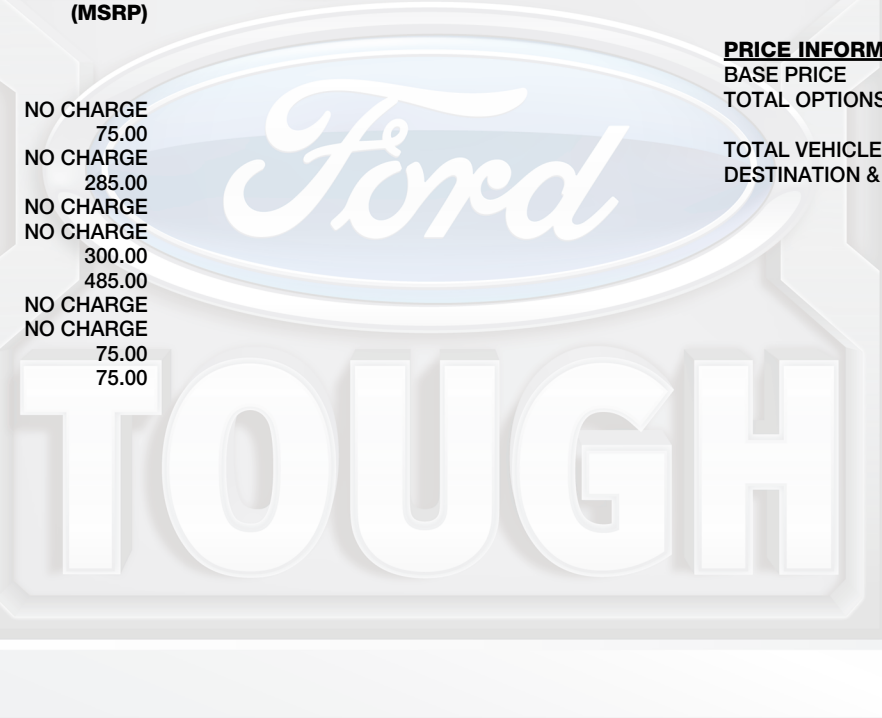 (MSRP)
NO CHARGE
75.00
NO CHARGE
285.00
NO CHARGE
NO CHARGE
300.00
485.00
NO CHARGE
NO CHARGE
75.00
75.00
PRICE INFORM
BASE PRICE
TOTAL OPTIONS
TOTAL VEHICLE
DESTINATION &
Ford
TOUGH